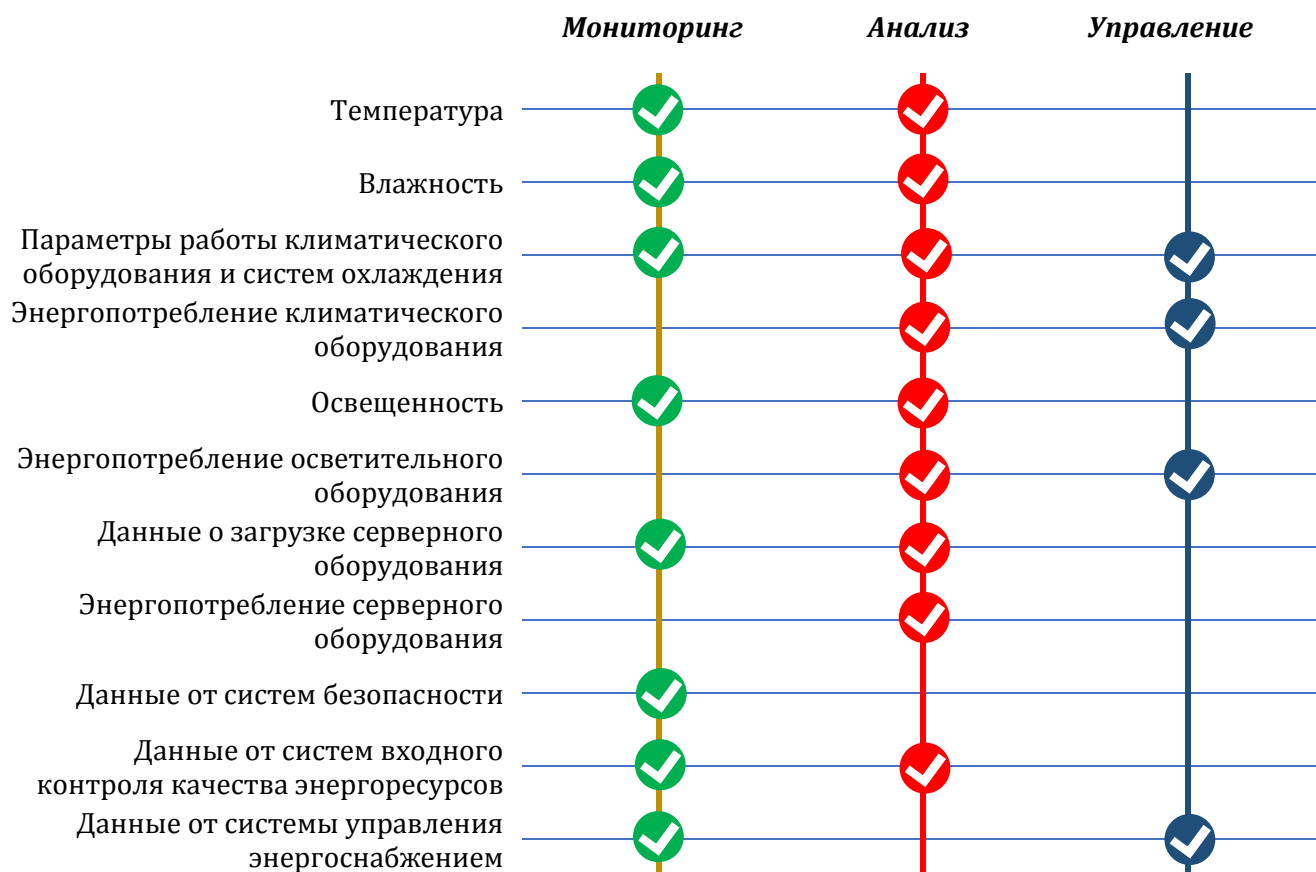 Мониторинг Анализ Управление
Температура
Влажность
Параметры работы климатического
оборудования и систем охлаждения
Энергопотребление климатического
оборудования
Освещенность
Энергопотребление осветительного
оборудования
Данные о загрузке серверного
оборудования
Энергопотребление серверного
оборудования
Данные от систем безопасности
Данные от систем входного
контроля качества энергоресурсов
Данные от системы управления
энергоснабжением